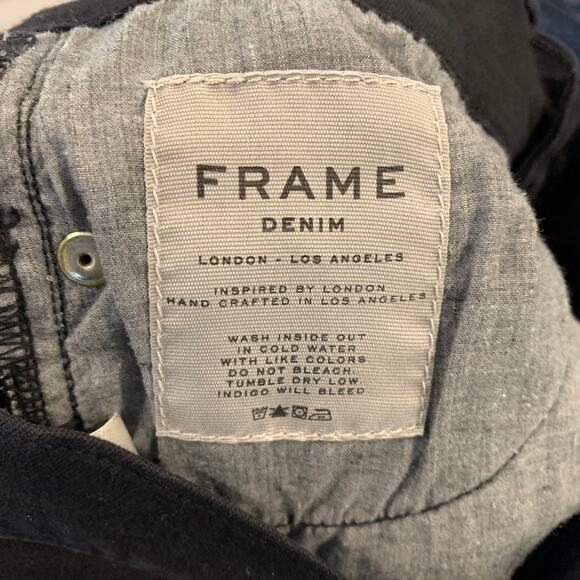 FRAME
DENIM
LONDON - LOS ANGELES
INSPIRED BY LONDON
HAND CRAFTED IN LOS ANGELES
WASH INSIDE OUT
IN COLD WATER
WITH LIKE COLORS
DO NOT BLEACH.
TUMBLE DRY LOW
INDIGO WILL BLEED